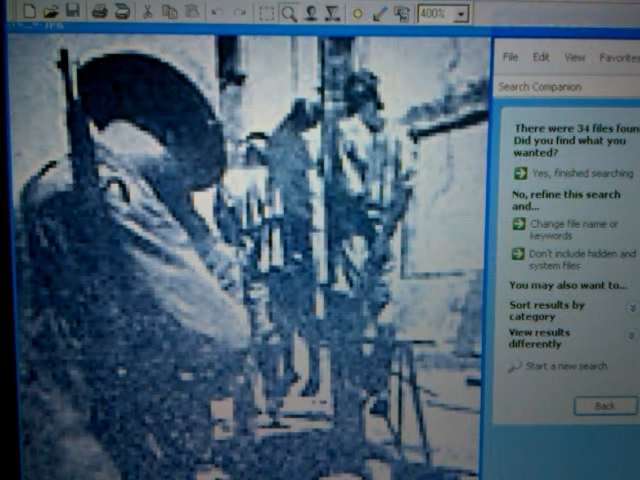 400%
File Edit View Favorites
Search Companion
There were 34 files foun
Did you find what you
wanted?
Yes, finished searching
No, refine this search
and...
Change file name or
keywords
Don't include hidden and
system files
You may also want to...
Sort results by
category
View results
differently
Start a new search
Back